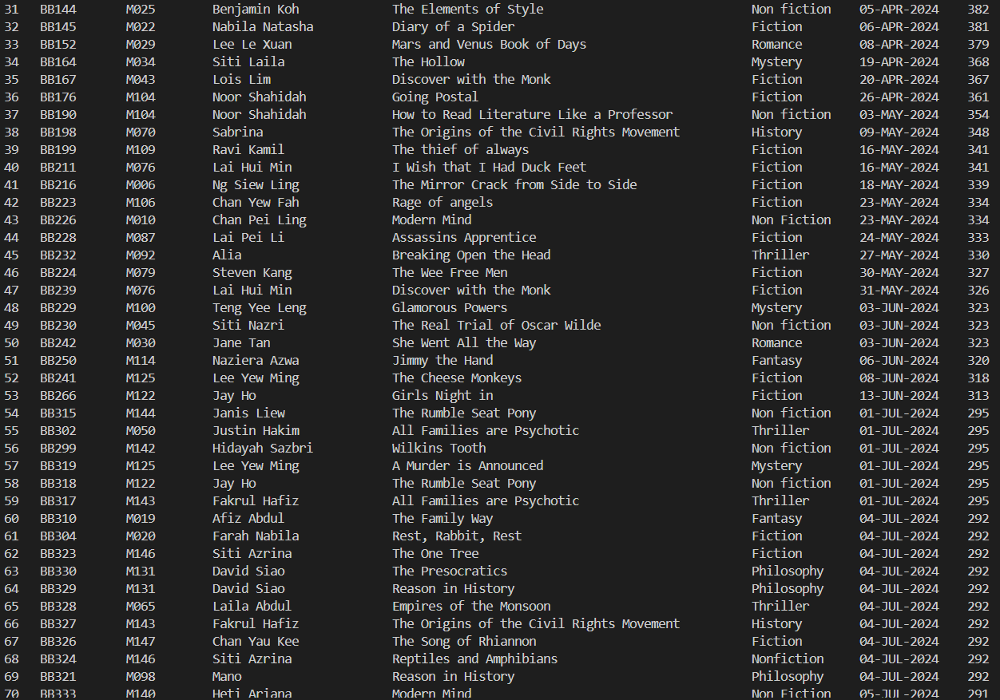 31 BB144 M025 Benjamin Koh The Elements of Style Non fiction 05-APR-2024 382
32 BB145 M022 Nabila Natasha Diary of a Spider Fiction 06-APR-2024 381
33 BB152 M029 Lee Le Xuan Mars and Venus Book of Days Romance 08-APR-2024 379
34 BB164 M034 Siti Laila The Hollow Mystery 19-APR-2024 368
35 BB167 M043 Lois Lim Discover with the Monk Fiction 20-APR-2024 367
36 BB176 M104 Noor Shahidah Going Postal Fiction 26-APR-2024 361
37 BB190 M104 Noor Shahidah How to Read Literature Like a Professor Non fiction 03-MAY-2024 354
38 BB198 M070 Sabrina The Origins of the Civil Rights Movement History 09-MAY-2024 348
39 BB199 M109 Ravi Kamil The thief of always Fiction 16-MAY-2024 341
40 BB211 M076 Lai Hui Min I Wish that I Had Duck Feet Fiction 16-MAY-2024 341
41 BB216 M006 Ng Siew Ling The Mirror Crack from Side to Side Fiction 18-MAY-2024 339
42 BB223 M106 Chan Yew Fah Rage of angels Fiction 23-MAY-2024 334
43 BB226 M010 Chan Pei Ling Modern Mind Non Fiction 23-MAY-2024 334
44 BB228 M087 Lai Pei Li Assassins Apprentice Fiction 24-MAY-2024 333
45 BB232 M092 Alia Breaking Open the Head Thriller 27-MAY-2024 330
46 BB224 M079 Steven Kang The Wee Free Men Fiction 30-MAY-2024 327
47 BB239 M076 Lai Hui Min Discover with the Monk Fiction 31-MAY-2024 326
48 BB229 M100 Teng Yee Leng Glamorous Powers Mystery 03-JUN-2024 323
49 BB230 M045 Siti Nazri The Real Trial of Oscar Wilde Non fiction 03-JUN-2024 323
50 BB242 M030 Jane Tan She Went All the Way Romance 03-JUN-2024 323
51 BB250 M114 Naziera Azwa Jimmy the Hand Fantasy 06-JUN-2024 320
52 BB241 M125 Lee Yew Ming The Cheese Monkeys Fiction 08-JUN-2024 318
53 BB266 M122 Jay Ho Girls Night in Fiction 13-JUN-2024 313
54 BB315 M144 Janis Liew The Rumble Seat Pony Non fiction 01-JUL-2024 295
55 BB302 M050 Justin Hakim All Families are Psychotic Thriller 01-JUL-2024 295
56 BB299 M142 Hidayah Sazbri Wilkins Tooth Non fiction 01-JUL-2024 295
57 BB319 M125 Lee Yew Ming A Murder is Announced Mystery 01-JUL-2024 295
58 BB318 M122 Jay Ho The Rumble Seat Pony Non fiction 01-JUL-2024 295
59 BB317 M143 Fakrul Hafiz All Families are Psychotic Thriller 01-JUL-2024 295
60 BB310 M019 Afiz Abdul The Family Way Fantasy 04-JUL-2024 292
61 BB304 M020 Farah Nabila Rest, Rabbit, Rest Fiction 04-JUL-2024 292
62 BB323 M146 Siti Azrina The One Tree Fiction 04-JUL-2024 292
63 BB330 M131 David Siao The Presocratics Philosophy 04-JUL-2024 292
64 BB329 M131 David Siao Reason in History Philosophy 04-JUL-2024 292
65 BB328 M065 Laila Abdul Empires of the Monsoon Thriller 04-JUL-2024 292
66 BB327 M143 Fakrul Hafiz The Origins of the Civil Rights Movement History 04-JUL-2024 292
67 BB326 M147 Chan Yau Kee The Song of Rhiannon Fiction 04-JUL-2024 292
68 BB324 M146 Siti Azrina Reptiles and Amphibians Nonfiction 04-JUL-2024 292
69 BB321 M098 Mano Reason in History Philosophy 04-JUL-2024 292
70 BB333 M140 Heti Ariana Modern Mind Non Fiction 05-JUL-2024 291